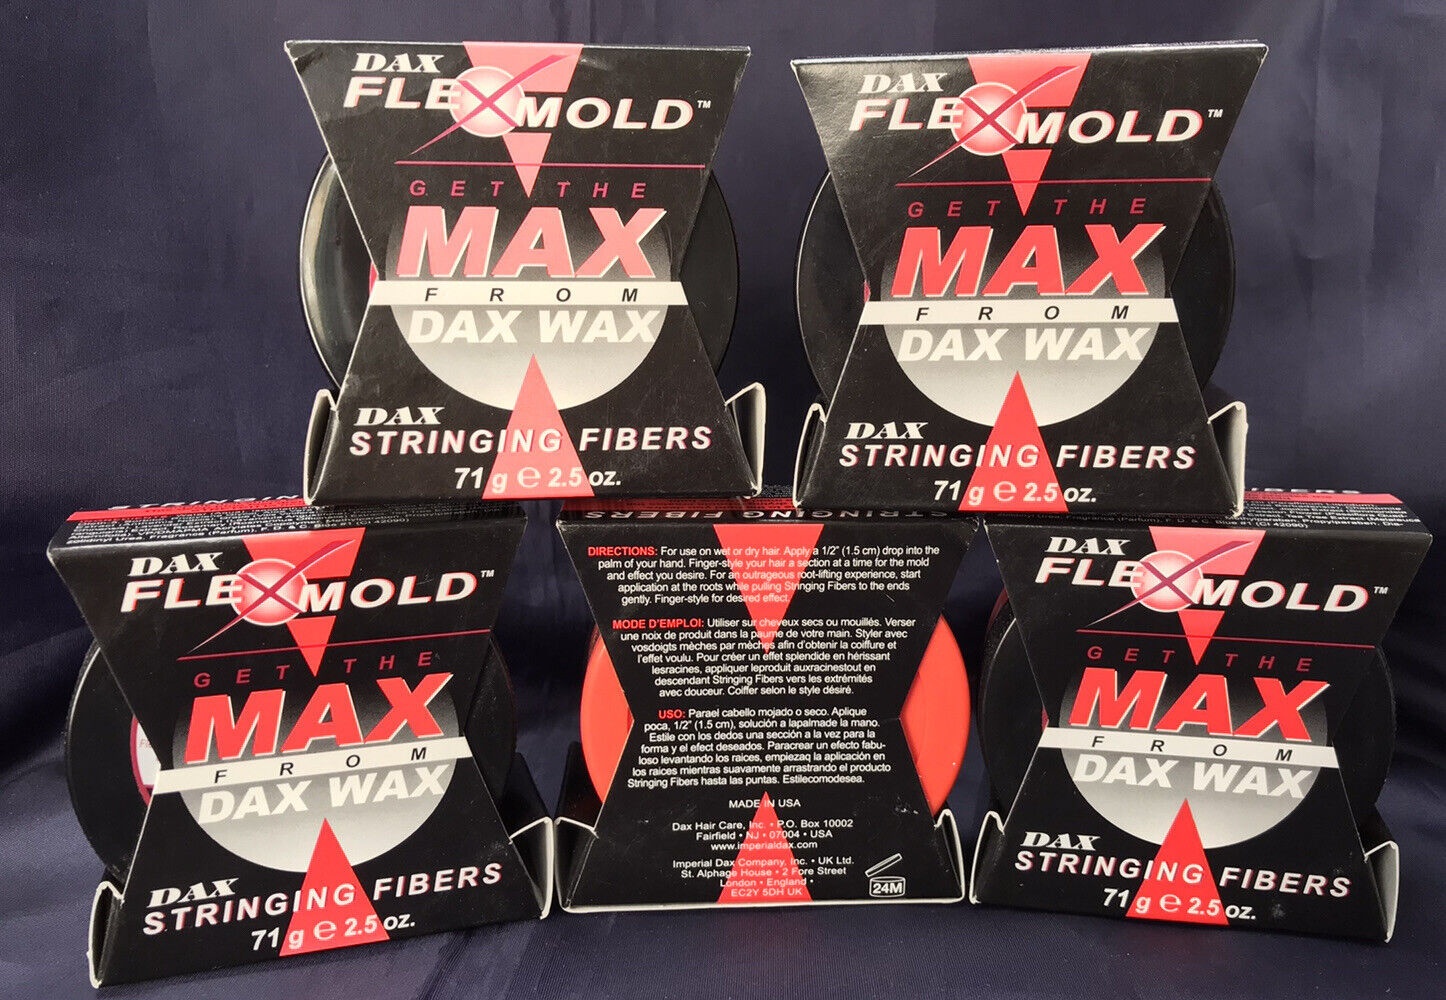 DAX
FLEXMOLD™
GET THE
MAX
FROM
DAX WAX
DAX
STRINGING FIBERS
71 g ℮ 2.5 oz.
DAX
FLEXMOLD™
GET THE
MAX
FROM
DAX WAX
DAX
STRINGING FIBERS
71 g ℮ 2.5 oz.
Fragrance (Parfum), F D & C Blue #1 (CI 42090)
DAX
FLEXMOLD™
GET THE
MAX
FROM
DAX WAX
DAX
STRINGING FIBERS
71 g ℮ 2.5 oz.
STRINGING FIBERS
DIRECTIONS: For use on wet or dry hair. Apply a 1/2" (1.5 cm) drop into the
palm of your hand. Finger-style your hair a section at a time for the mold
and effect you desire. For an outrageous root-lifting experience, start
application at the roots while pulling Stringing Fibers to the ends
gently. Finger-style for desired effect.
MODE D'EMPLOI: Utiliser sur cheveux secs ou mouillés. Verser
une noix de produit dans la paume de votre main. Styler avec
vosdoigts mèches par mèches afin d'obtenir la coiffure et
l'effet voulu. Pour créer un effet splendide en hérissant
lesracines, appliquer leproduit auxracinestout en
descendant Stringing Fibers vers les extrémités
avec douceur. Coiffer selon le style désiré.
USO: Parael cabello mojado o seco. Aplique
poca, 1/2" (1.5 cm), solución a lapalmade la mano.
Estile con los dedos una sección a la vez para la
forma y el efect deseados. Paracrear un efecto fabu-
loso levantando los raices, empiezaq la aplicación en
los raices mientras suavamente arrastrando el producto
Stringing Fibers hasta las puntas. Estilecomodesea.
MADE IN USA
Dax Hair Care, Inc. • P.O. Box 10002
Fairfield • NJ • 07004 • USA
www.imperialdax.com
Imperial Dax Company, Inc. • UK Ltd.
St. Alphage House • 2 Fore Street
London • England •
EC2Y 5DH UK
24M
FIBERS
DAX
FLEXMOLD™
GET THE
MAX
FROM
DAX WAX
DAX
STRINGING FIBERS
71 g ℮ 2.5 oz.